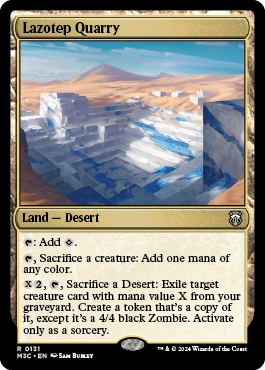 Lazotep Quarry
Land — Desert
{T}: Add {C}.
{T}, Sacrifice a creature: Add one mana of
any color.
{X}{2}, {T}, Sacrifice a Desert: Exile target
creature card with mana value X from your
graveyard. Create a token that's a copy of
it, except it's a 4/4 black Zombie. Activate
only as a sorcery.
R 0131
M3C • EN Sam Burley
™ & © 2024 Wizards of the Coast